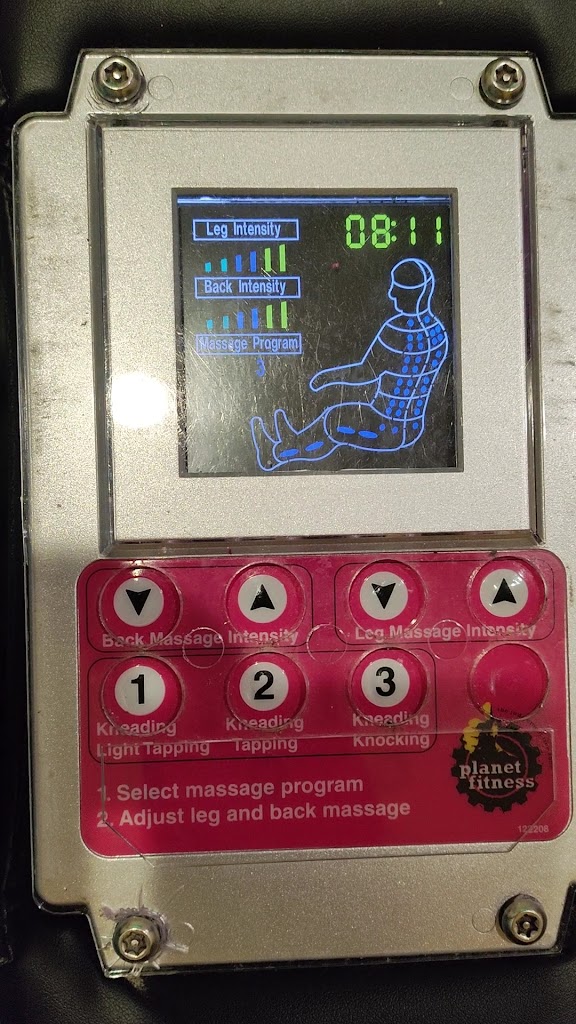 Leg Intensity
08:11
Back Intensity
Massage Program
3
Back Massage Intensity
Leg Massage Intensity
1
2
3
Kneading
Light Tapping
Kneading
Tapping
Kneading
Knocking
planet
fitness
1. Select massage program
2. Adjust leg and back massage